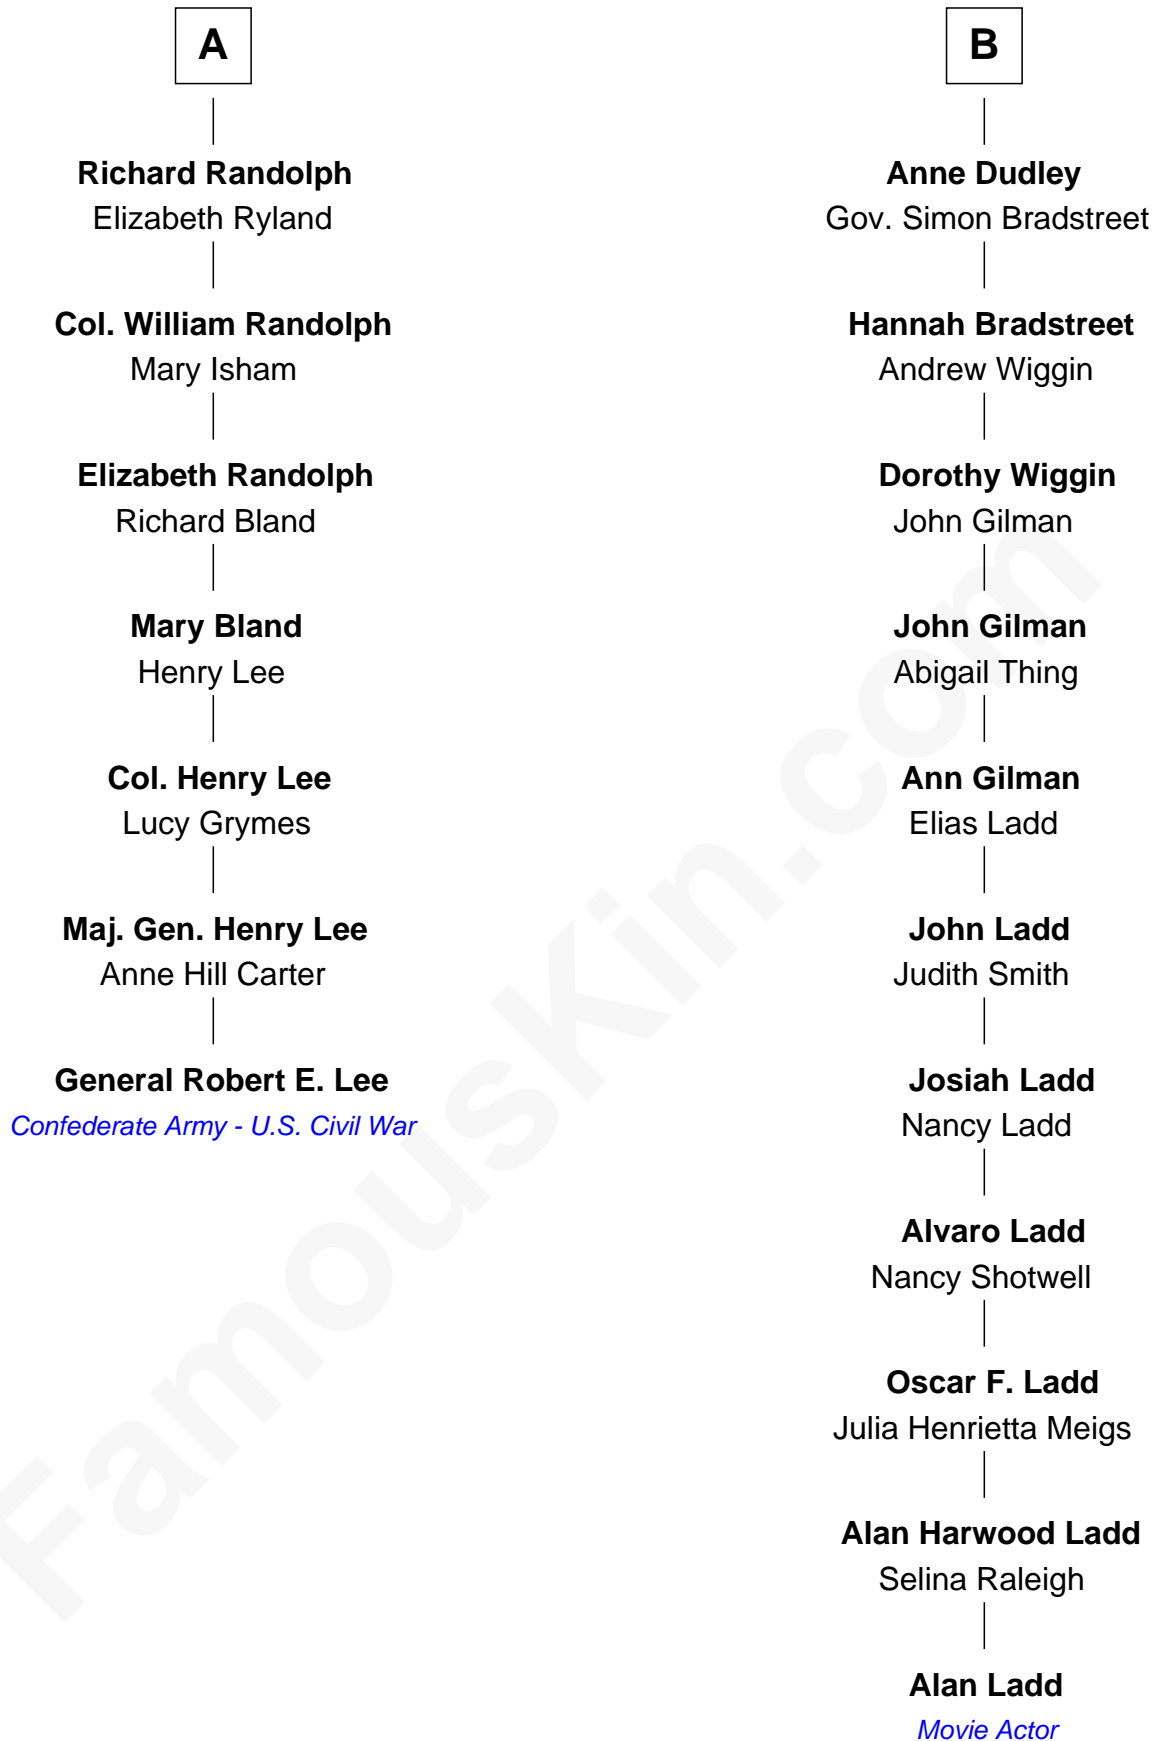 A
Richard Randolph
Elizabeth Ryland
Col. William Randolph
Mary Isham
Elizabeth Randolph
Richard Bland
Mary Bland
Henry Lee
Col. Henry Lee
Lucy Grymes
Maj. Gen. Henry Lee
Anne Hill Carter
General Robert E. Lee
Confederate Army - U.S. Civil War
B
Anne Dudley
Gov. Simon Bradstreet
Hannah Bradstreet
Andrew Wiggin
Dorothy Wiggin
John Gilman
John Gilman
Abigail Thing
Ann Gilman
Elias Ladd
John Ladd
Judith Smith
Josiah Ladd
Nancy Ladd
Alvaro Ladd
Nancy Shotwell
Oscar F. Ladd
Julia Henrietta Meigs
Alan Harwood Ladd
Selina Raleigh
Alan Ladd
Movie Actor
FamousKin.com